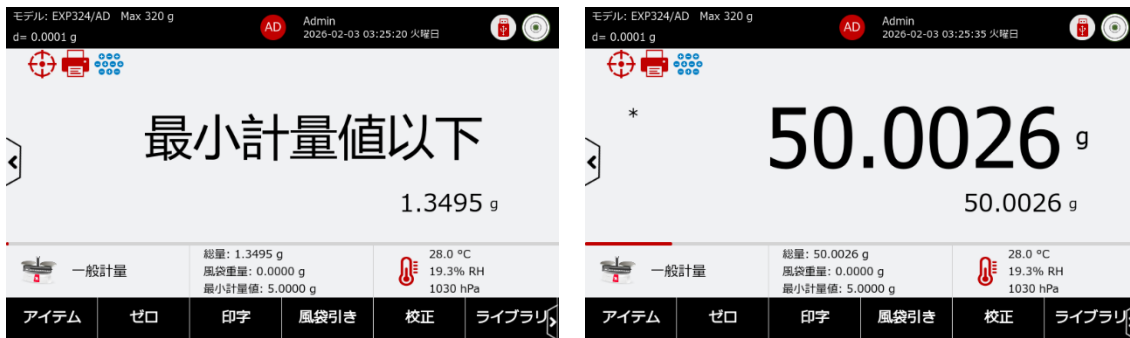 モデル: EXP324/AD Max 320 g
d= 0.0001 g
AD
Admin
2026-02-03 03:25:20 火曜日
最小計量値以下
1.3495 g
一般計量
総量: 1.3495 g
風袋重量: 0.0000 g
最小計量値: 5.0000 g
28.0 °C
19.3% RH
1030 hPa
アイテム ゼロ 印字 風袋引き 校正 ライブラリ
モデル: EXP324/AD Max 320 g
d= 0.0001 g
AD
Admin
2026-02-03 03:25:35 火曜日
*
50.0026 g
50.0026 g
一般計量
総量: 50.0026 g
風袋重量: 0.0000 g
最小計量値: 5.0000 g
28.0 °C
19.3% RH
1030 hPa
アイテム ゼロ 印字 風袋引き 校正 ライブラリ